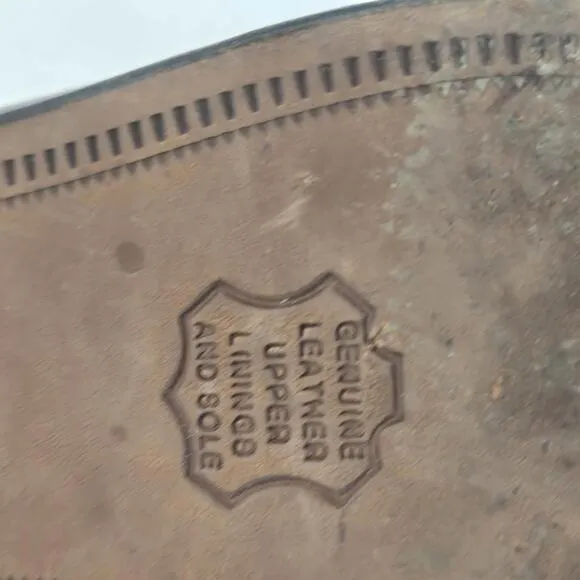 GENUINE
LEATHER
UPPER
LININGS
AND SOLE